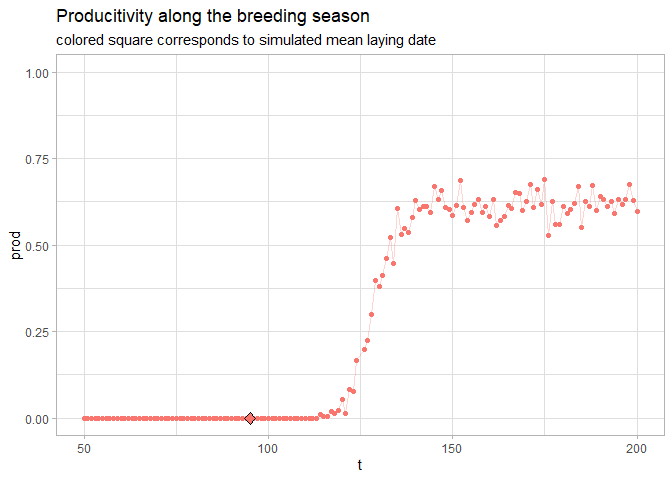 Producitivity along the breeding season
colored square corresponds to simulated mean laying date
1.00
0.75
0.50
0.25
0.00
prod
50
100
150
200
t